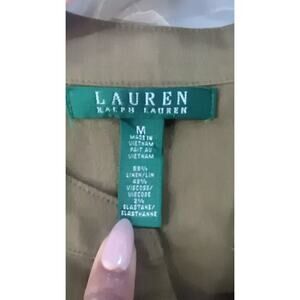 LAUREN
RALPH LAUREN
M
MADE IN
VIETNAM
FAIT AU
VIETNAM
55%
LINEN/LIN
43%
VISCOSE/
VISCOSE
2%
ELASTANE/
ELASTHANNE